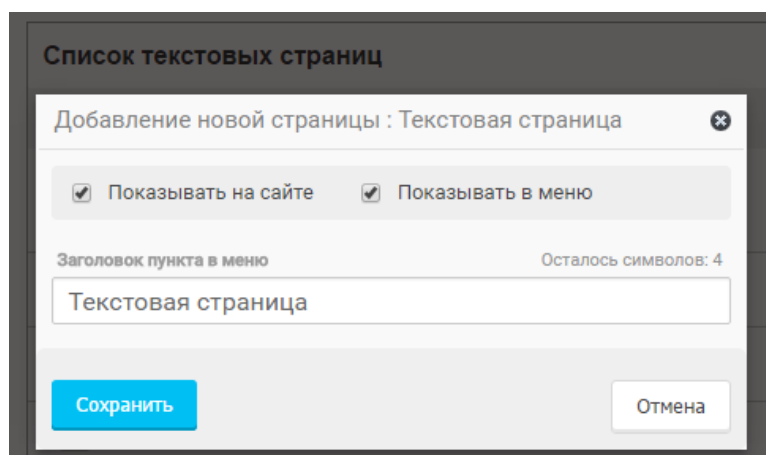 Список текстовых страниц
Добавление новой страницы : Текстовая страница
Показывать на сайте Показывать в меню
Заголовок пункта в меню Осталось символов: 4
Текстовая страница
Сохранить Отмена